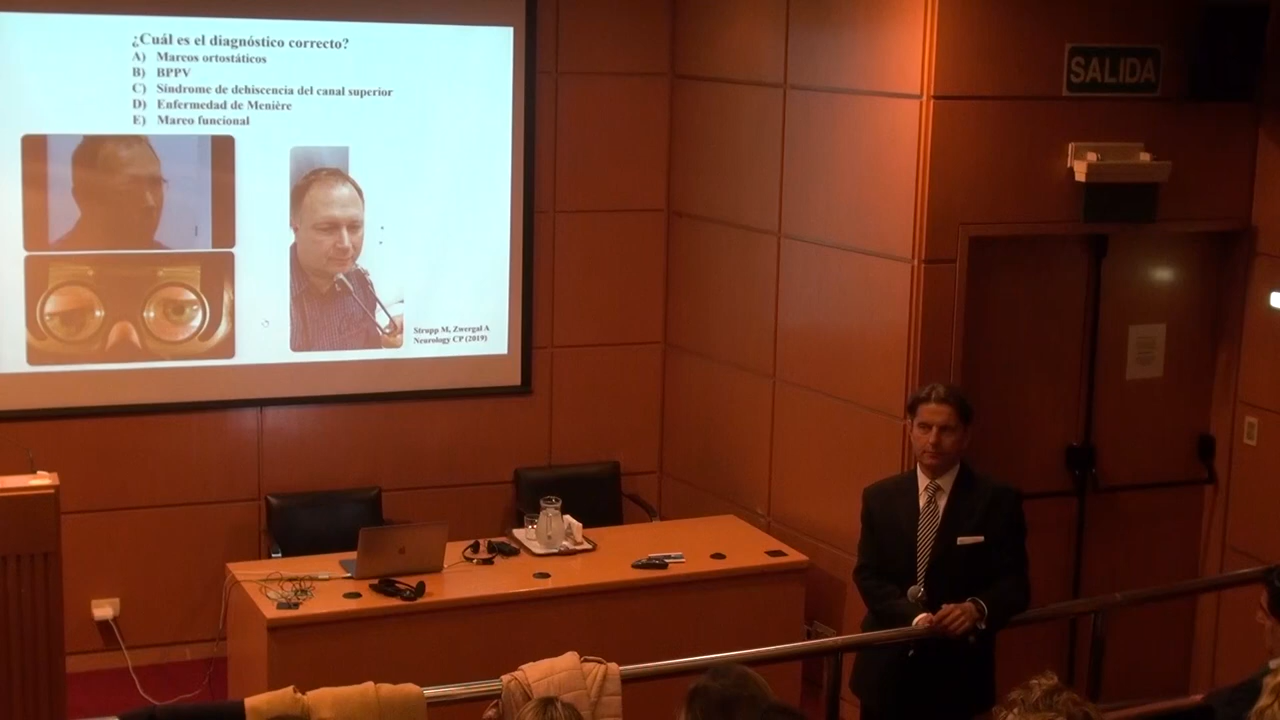 ¿Cuál es el diagnóstico correcto?
A) Mareos ortostáticos
B) BPPV
C) Síndrome de dehiscencia del canal superior
D) Enfermedad de Menière
E) Mareo funcional
Strupp M, Zwergal A
Neurology CP (2019)
SALIDA